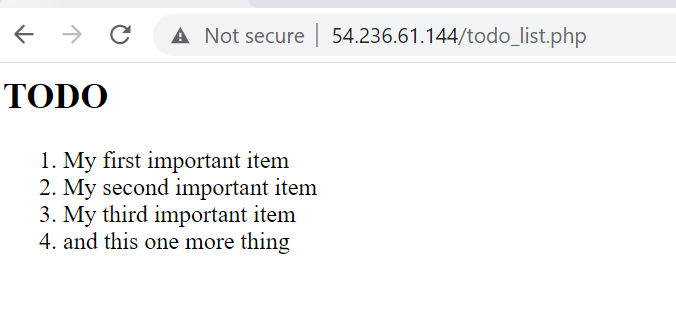 Not secure | 54.236.61.144/todo_list.php
TODO
1. My first important item
2. My second important item
3. My third important item
4. and this one more thing